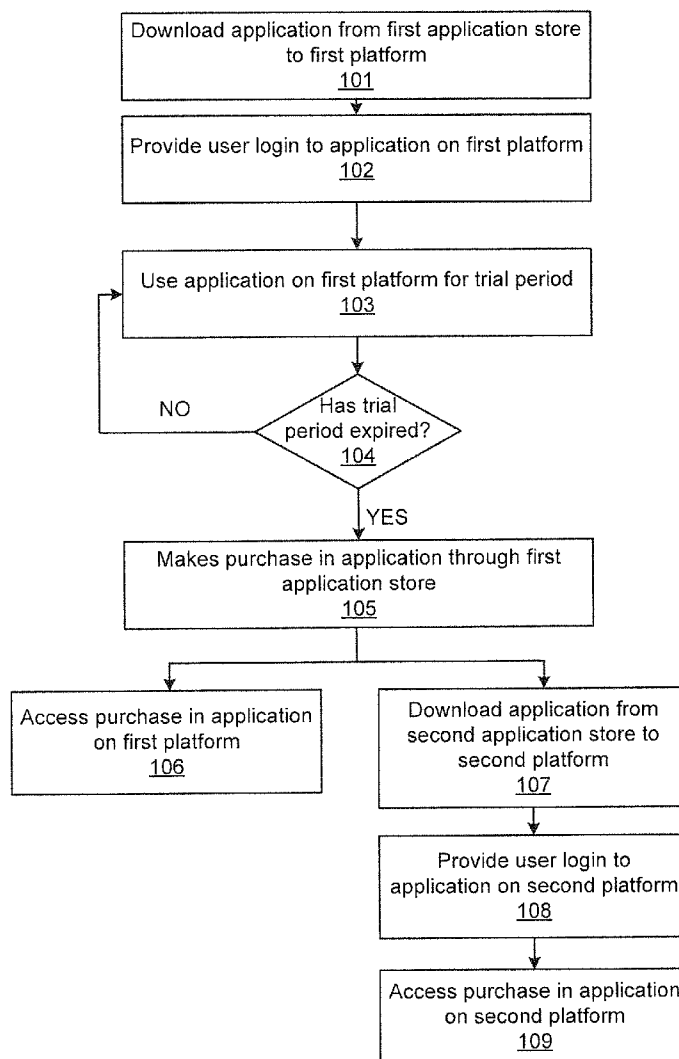 Download application from first application store
to first platform
101
Provide user login to application on first platform
102
Use application on first platform for trial period
103
NO
Has trial
period expired?
104
YES
Makes purchase in application through first
application store
105
Access purchase in application
on first platform
106
Download application from
second application store to
second platform
107
Provide user login to
application on second platform
108
Access purchase in application
on second platform
109